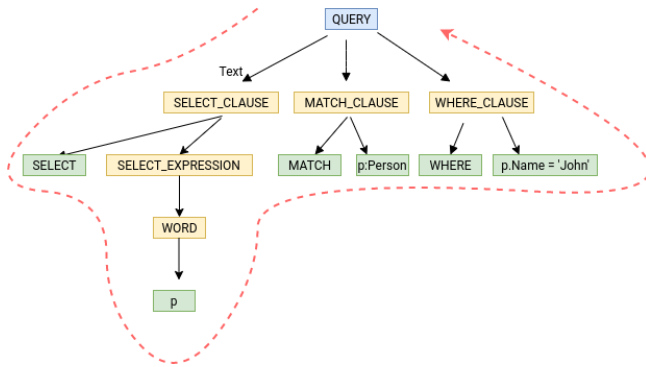 QUERY
Text
SELECT_CLAUSE
MATCH_CLAUSE
WHERE_CLAUSE
SELECT
SELECT_EXPRESSION
MATCH
p:Person
WHERE
p.Name = 'John'
WORD
p